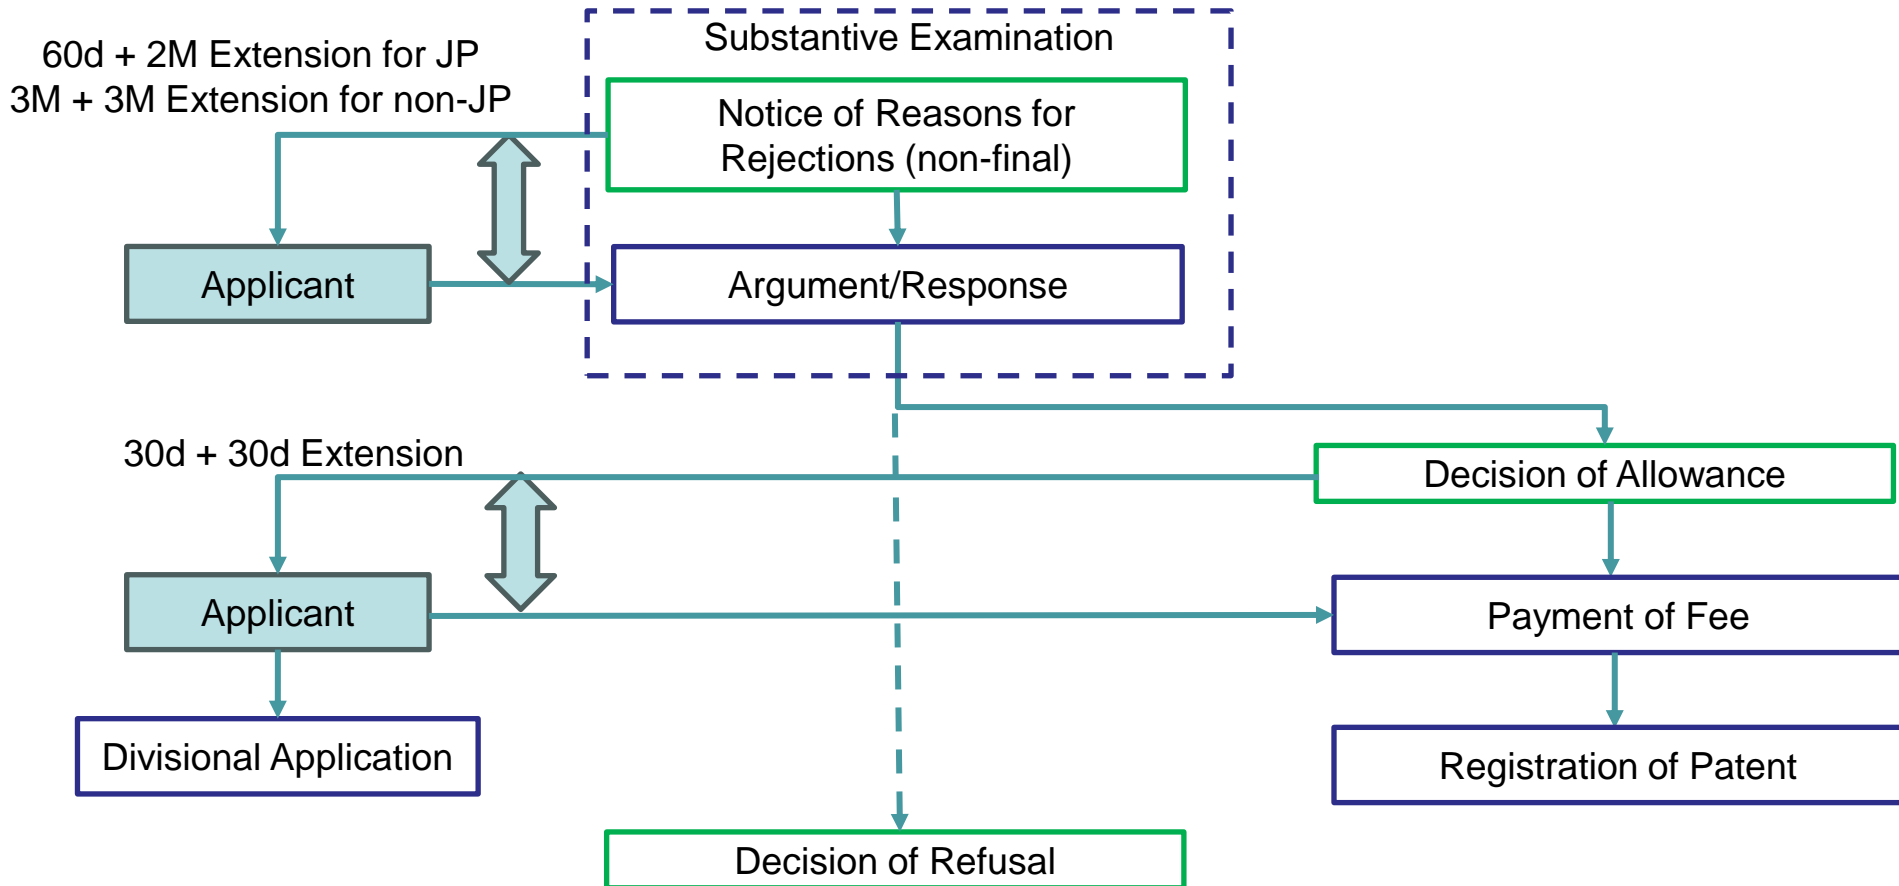 Substantive Examination
60d + 2M Extension for JP
3M + 3M Extension for non-JP
Notice of Reasons for
Rejections (non-final)
Applicant
Argument/Response
30d + 30d Extension
Decision of Allowance
Applicant
Payment of Fee
Divisional Application
Registration of Patent
Decision of Refusal